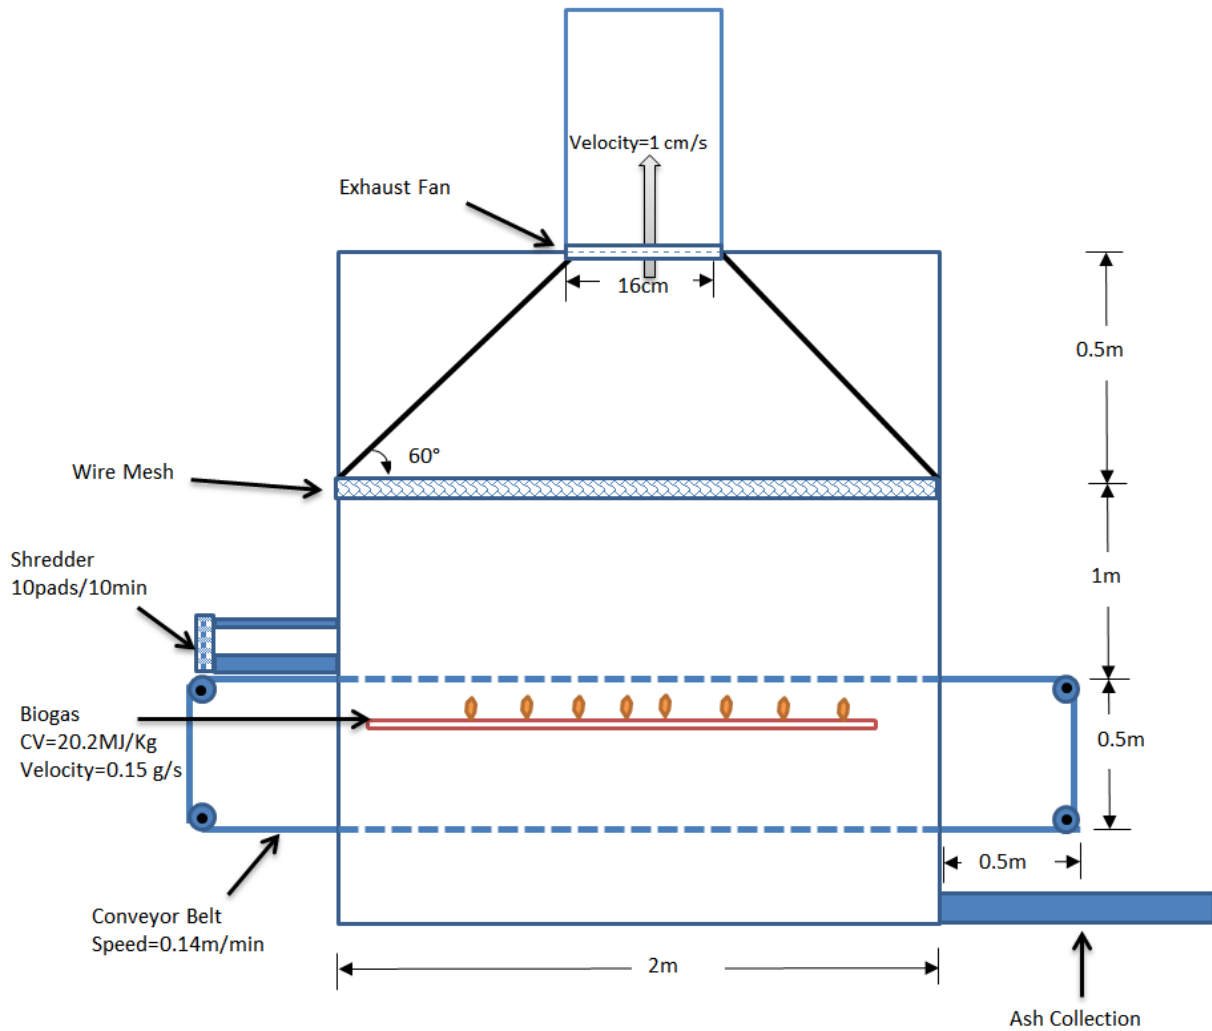 Velocity=1 cm/s
Exhaust Fan
16cm
0.5m
60°
Wire Mesh
Shredder
10pads/10min
1m
Biogas
CV=20.2MJ/Kg
Velocity=0.15 g/s
0.5m
0.5m
Conveyor Belt
Speed=0.14m/min
2m
Ash Collection